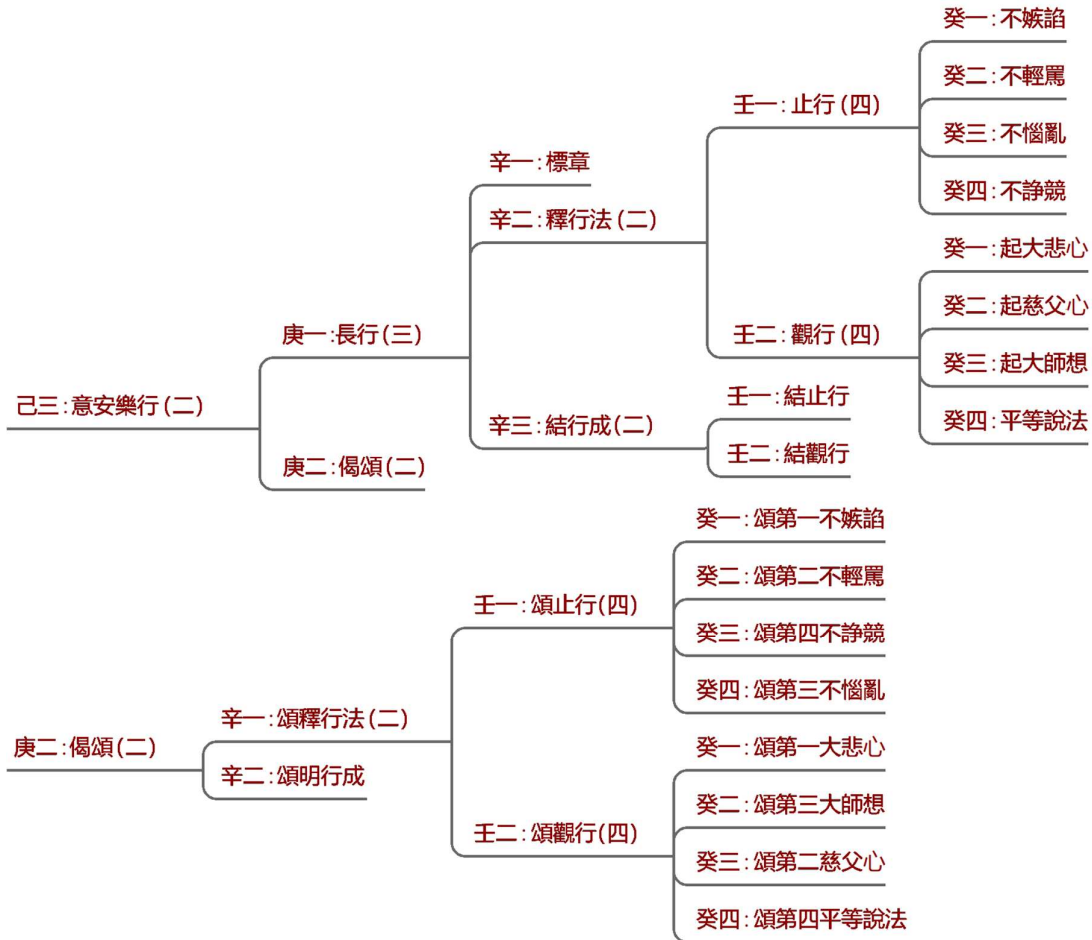 癸一:不嫉諂
癸二:不輕罵
壬一:止行(四)
癸三:不惱亂
辛一:標章
癸四:不諍競
辛二:釋行法(二)
癸一:起大悲心
癸二:起慈父心
庚一:長行(三)
壬二:觀行(四)
癸三:起大師想
己三:意安樂行(二)
壬一:結止行
辛三:結行成(二)
癸四:平等說法
庚二:偈頌(二)
壬二:結觀行
癸一:頌第一不嫉諂
癸二:頌第二不輕罵
壬一:頌止行(四)
癸三:頌第四不諍競
癸四:頌第三不惱亂
辛一:頌釋行法(二)
庚二:偈頌(二)
癸一:頌第一大悲心
辛二:頌明行成
癸二:頌第三大師想
壬二:頌觀行(四)
癸三:頌第二慈父心
癸四:頌第四平等說法